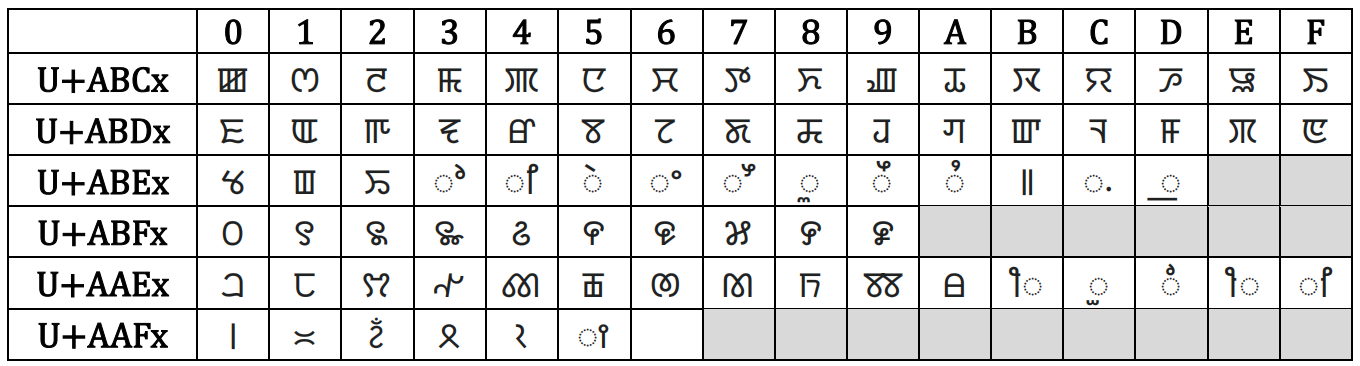 0 1 2 3 4 5 6 7 8 9 A B C D E F
U+ABCx ꯀ ꯁ ꯂ ꯃ ꯄ ꯅ ꯆ ꯇ ꯈ ꯉ ꯊ ꯋ ꯌ ꯍ ꯎ ꯏ
U+ABDx ꯐ ꯑ ꯒ ꯓ ꯔ ꯕ ꯖ ꯗ ꯘ ꯙ ꯚ ꯛ ꯜ ꯝ ꯞ ꯟ
U+ABEx ꯠ ꯡ ꯢ ◌ꯣ ◌ꯤ ◌ꯥ ◌ꯦ ◌ꯧ ◌ꯨ ◌ꯩ ◌ꯪ ꯫ ◌꯬ ◌꯭
U+ABFx ꯰ ꯱ ꯲ ꯳ ꯴ ꯵ ꯶ ꯷ ꯸ ꯹
U+AAEx ꫠ ꫡ ꫢ ꫣ ꫤ ꫥ ꫦ ꫧ ꫨ ꫩ ꫪ ◌ꫫ ◌ꫬ ◌ꫭ ◌ꫮ ◌ꫯ
U+AAFx ꫰ ꫱ ꫲ ꫳ ꫴ ◌ꫵ